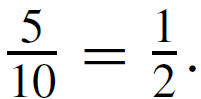 5/10 = 1/2.